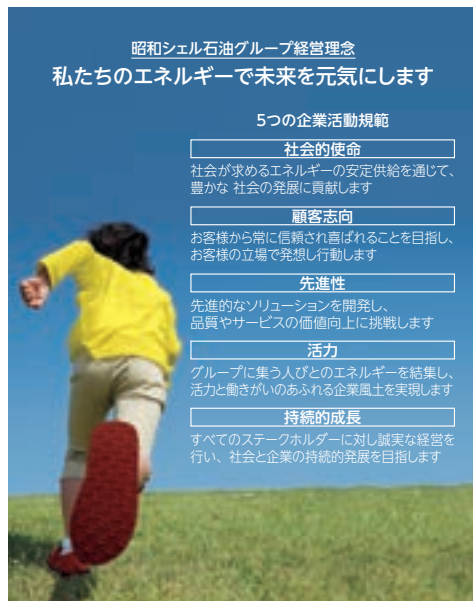 昭和シェル石油グループ経営理念
私たちのエネルギーで未来を元気にします
5つの企業活動規範
社会的使命
社会が求めるエネルギーの安定供給を通じて、
豊かな 社会の発展に貢献します
顧客志向
お客様から常に信頼され喜ばれることを目指し、
お客様の立場で発想し行動します
先進性
先進的なソリューションを開発し、
品質やサービスの価値向上に挑戦します
活力
グループに集う人びとのエネルギーを結集し、
活力と働きがいのあふれる企業風土を実現します
持続的成長
すべてのステークホルダーに対し誠実な経営を
行い、社会と企業の持続的発展を目指します